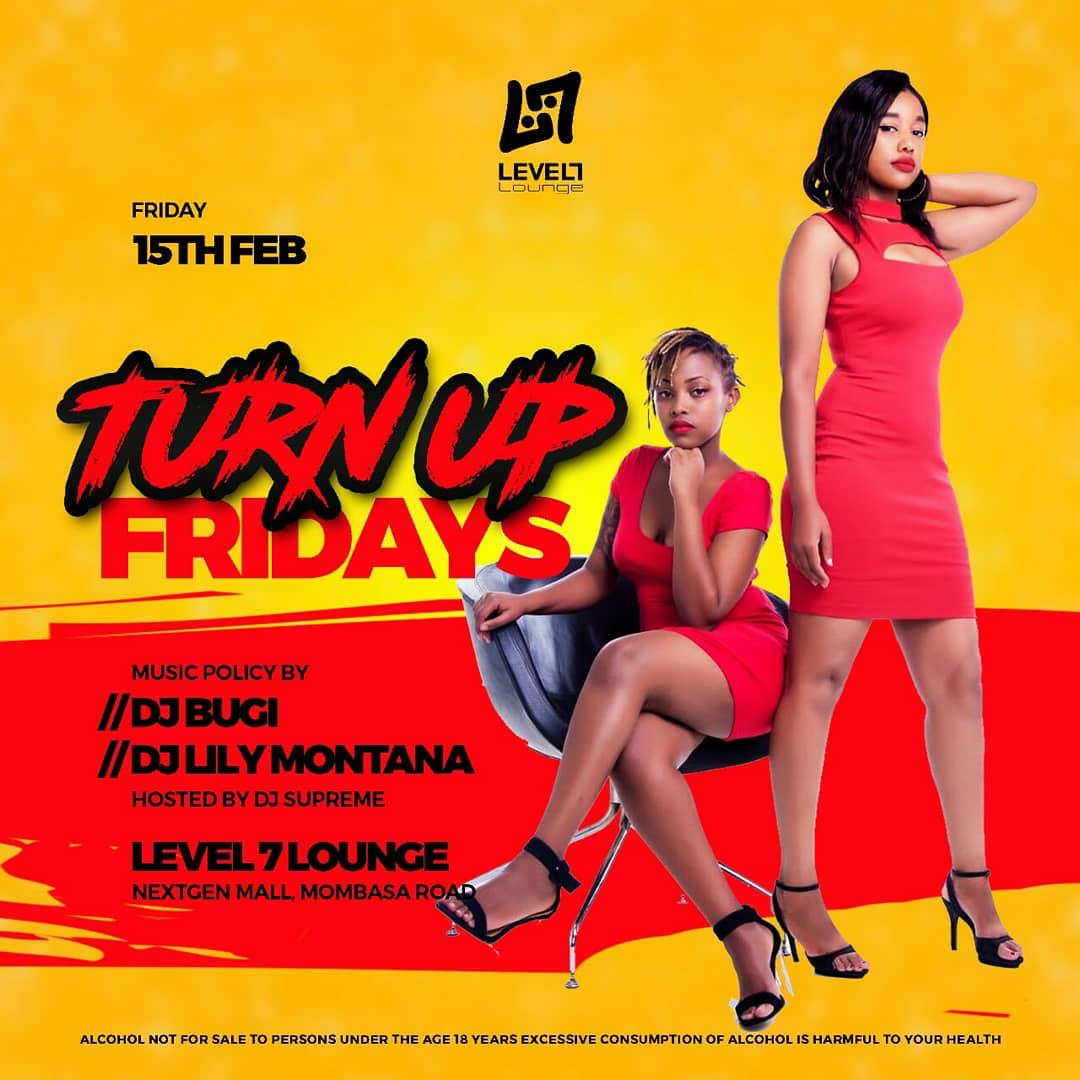 LEVEL7
Lounge
FRIDAY
15TH FEB
TURN UP
FRIDAYS
MUSIC POLICY BY
//DJ BUGI
//DJ LILY MONTANA
HOSTED BY DJ SUPREME
LEVEL 7 LOUNGE
NEXTGEN MALL, MOMBASA ROAD
ALCOHOL NOT FOR SALE TO PERSONS UNDER THE AGE 18 YEARS EXCESSIVE CONSUMPTION OF ALCOHOL IS HARMFUL TO YOUR HEALTH